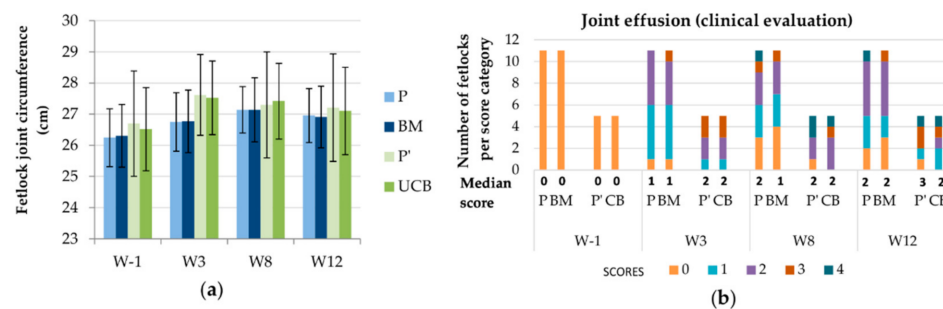 Joint effusion (clinical evaluation)
Fetlock joint circumference
(cm)
30
29
28
27
26
25
24
23
W-1 W3 W8 W12
P
BM
P'
UCB
(a)
Number of fetlocks
per score category
12
10
8
6
4
2
0
Median
score
0 0 0 0 1 1 2 2 2 1 2 2 2 2 3 2
P BM P' CB P BM P' CB P BM P' CB P BM P' CB
W-1 W3 W8 W12
SCORES 0 1 2 3 4
(b)